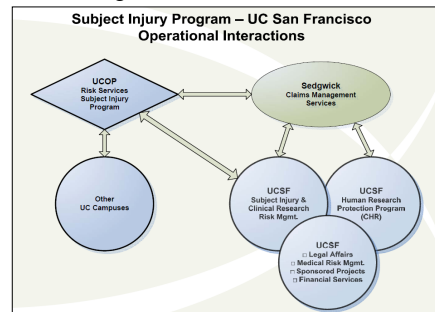 Subject Injury Program – UC San Francisco
Operational Interactions
UCOP
Risk Services
Subject Injury
Program
Sedgwick
Claims Management
Services
Other
UC Campuses
UCSF
Subject Injury &
Clinical Research
Risk Mgmt.
UCSF
Human Research
Protection Program
(CHR)
UCSF
□ Legal Affairs
□ Medical Risk Mgmt.
□ Sponsored Projects
□ Financial Services